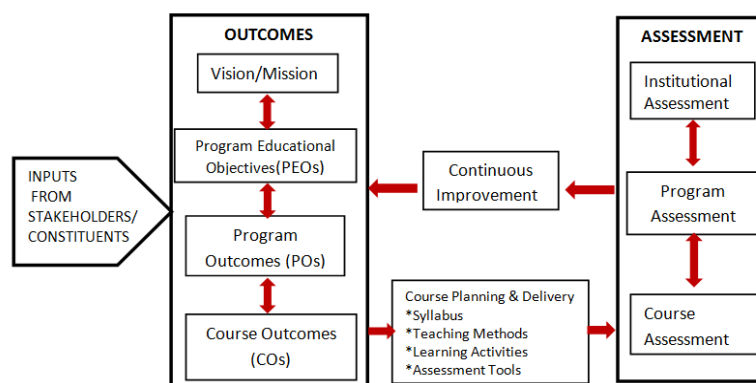 OUTCOMES
Vision/Mission
Program Educational
Objectives(PEOs)
Program
Outcomes (POs)
Course Outcomes
(COs)
INPUTS
FROM
STAKEHOLDERS/
CONSTITUENTS
Continuous
Improvement
Course Planning & Delivery
*Syllabus
*Teaching Methods
*Learning Activities
*Assessment Tools
ASSESSMENT
Institutional
Assessment
Program
Assessment
Course
Assessment